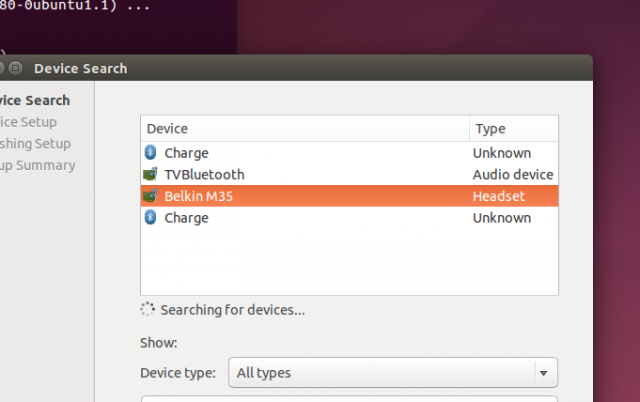 80-0ubuntu1.1) ...
)
Device Search
vice Search
ice Setup
shing Setup
up Summary
Device Type
Charge Unknown
TVBluetooth Audio device
Belkin M35 Headset
Charge Unknown
Searching for devices...
Show:
Device type: All types